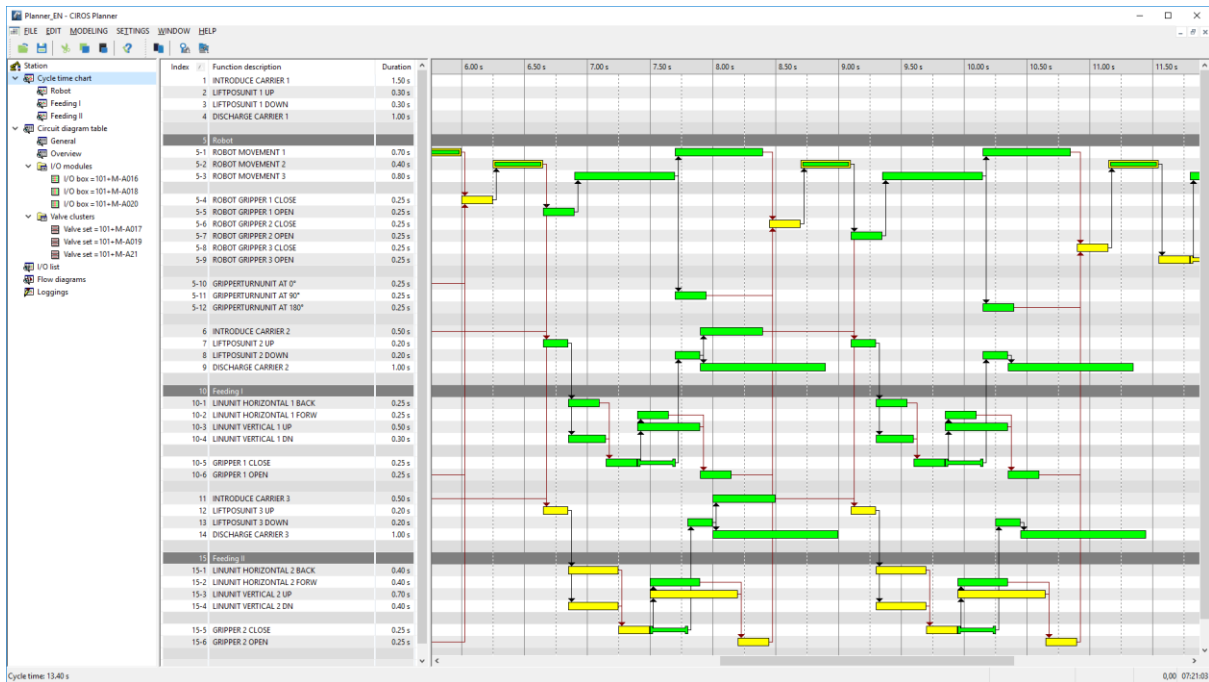 Planner_EN - CIROS Planner
FILE EDIT MODELING SETTINGS WINDOW HELP
Station
Cycle time chart
Robot
Feeding I
Feeding II
Circuit diagram table
General
Overview
I/O modules
I/O box =101+M-A016
I/O box =101+M-A018
I/O box =101+M-A020
Valve clusters
Valve set =101+M-A017
Valve set =101+M-A019
Valve set =101+M-A21
I/O list
Flow diagrams
Loggings
Index Function description Duration
1 INTRODUCE CARRIER 1 1.50 s
2 LIFTPOSUNIT 1 UP 0.30 s
3 LIFTPOSUNIT 1 DOWN 0.30 s
4 DISCHARGE CARRIER 1 1.00 s
5 Robot
5-1 ROBOT MOVEMENT 1 0.70 s
5-2 ROBOT MOVEMENT 2 0.40 s
5-3 ROBOT MOVEMENT 3 0.80 s
5-4 ROBOT GRIPPER 1 CLOSE 0.25 s
5-5 ROBOT GRIPPER 1 OPEN 0.25 s
5-6 ROBOT GRIPPER 2 CLOSE 0.25 s
5-7 ROBOT GRIPPER 2 OPEN 0.25 s
5-8 ROBOT GRIPPER 3 CLOSE 0.25 s
5-9 ROBOT GRIPPER 3 OPEN 0.25 s
5-10 GRIPPERTURNUNIT AT 0° 0.25 s
5-11 GRIPPERTURNUNIT AT 90° 0.25 s
5-12 GRIPPERTURNUNIT AT 180° 0.25 s
6 INTRODUCE CARRIER 2 0.50 s
7 LIFTPOSUNIT 2 UP 0.20 s
8 LIFTPOSUNIT 2 DOWN 0.20 s
9 DISCHARGE CARRIER 2 1.00 s
10 Feeding I
10-1 LINUNIT HORIZONTAL 1 BACK 0.25 s
10-2 LINUNIT HORIZONTAL 1 FORW 0.25 s
10-3 LINUNIT VERTICAL 1 UP 0.50 s
10-4 LINUNIT VERTICAL 1 DN 0.30 s
10-5 GRIPPER 1 CLOSE 0.25 s
10-6 GRIPPER 1 OPEN 0.25 s
11 INTRODUCE CARRIER 3 0.50 s
12 LIFTPOSUNIT 3 UP 0.20 s
13 LIFTPOSUNIT 3 DOWN 0.20 s
14 DISCHARGE CARRIER 3 1.00 s
15 Feeding II
15-1 LINUNIT HORIZONTAL 2 BACK 0.40 s
15-2 LINUNIT HORIZONTAL 2 FORW 0.40 s
15-3 LINUNIT VERTICAL 2 UP 0.70 s
15-4 LINUNIT VERTICAL 2 DN 0.40 s
15-5 GRIPPER 2 CLOSE 0.25 s
15-6 GRIPPER 2 OPEN 0.25 s
6.00 s 6.50 s 7.00 s 7.50 s 8.00 s 8.50 s 9.00 s 9.50 s 10.00 s 10.50 s 11.00 s 11.50 s
Cycle time: 13.40 s
0,00 07:21:03